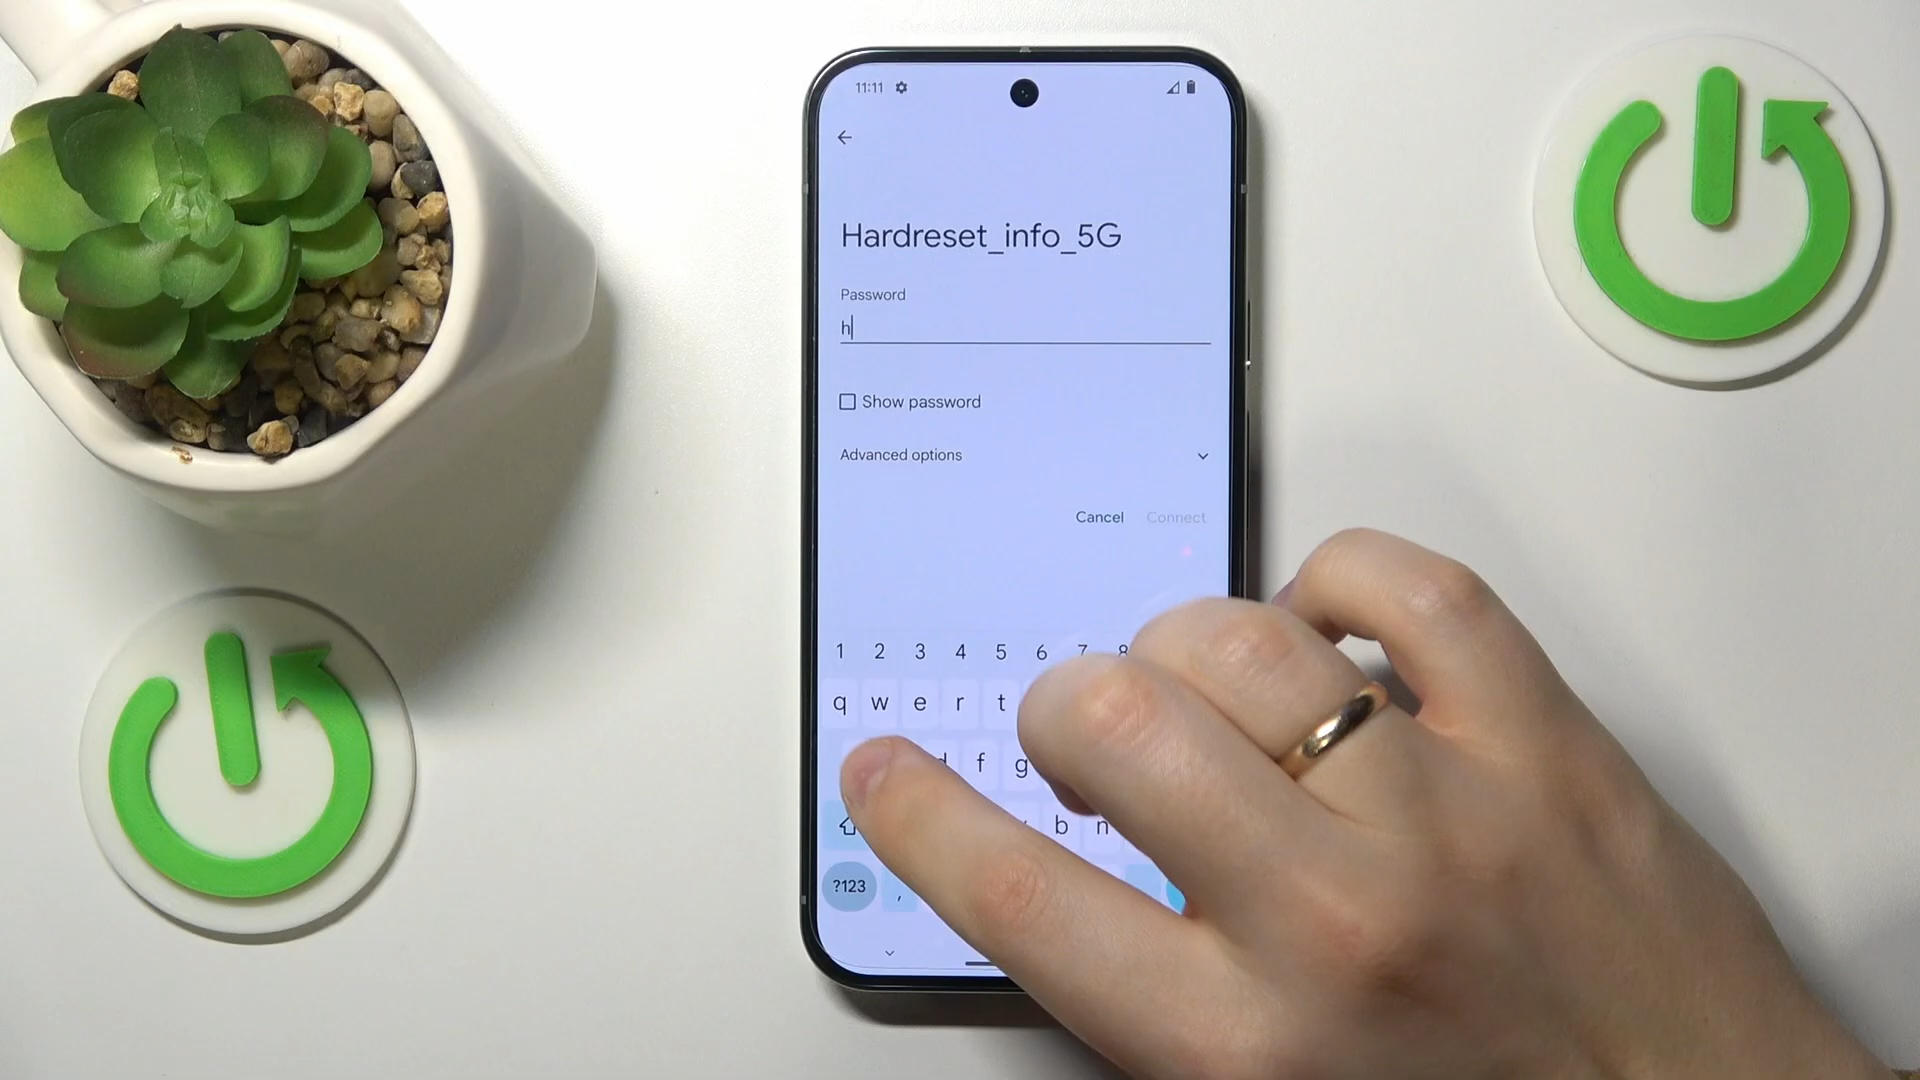 11:11
Hardreset_info_5G
Password
h
Show password
Advanced options
Cancel Connect
1 2 3 4 5 6 7 8
q w e r t
d f g
b n
?123 ,